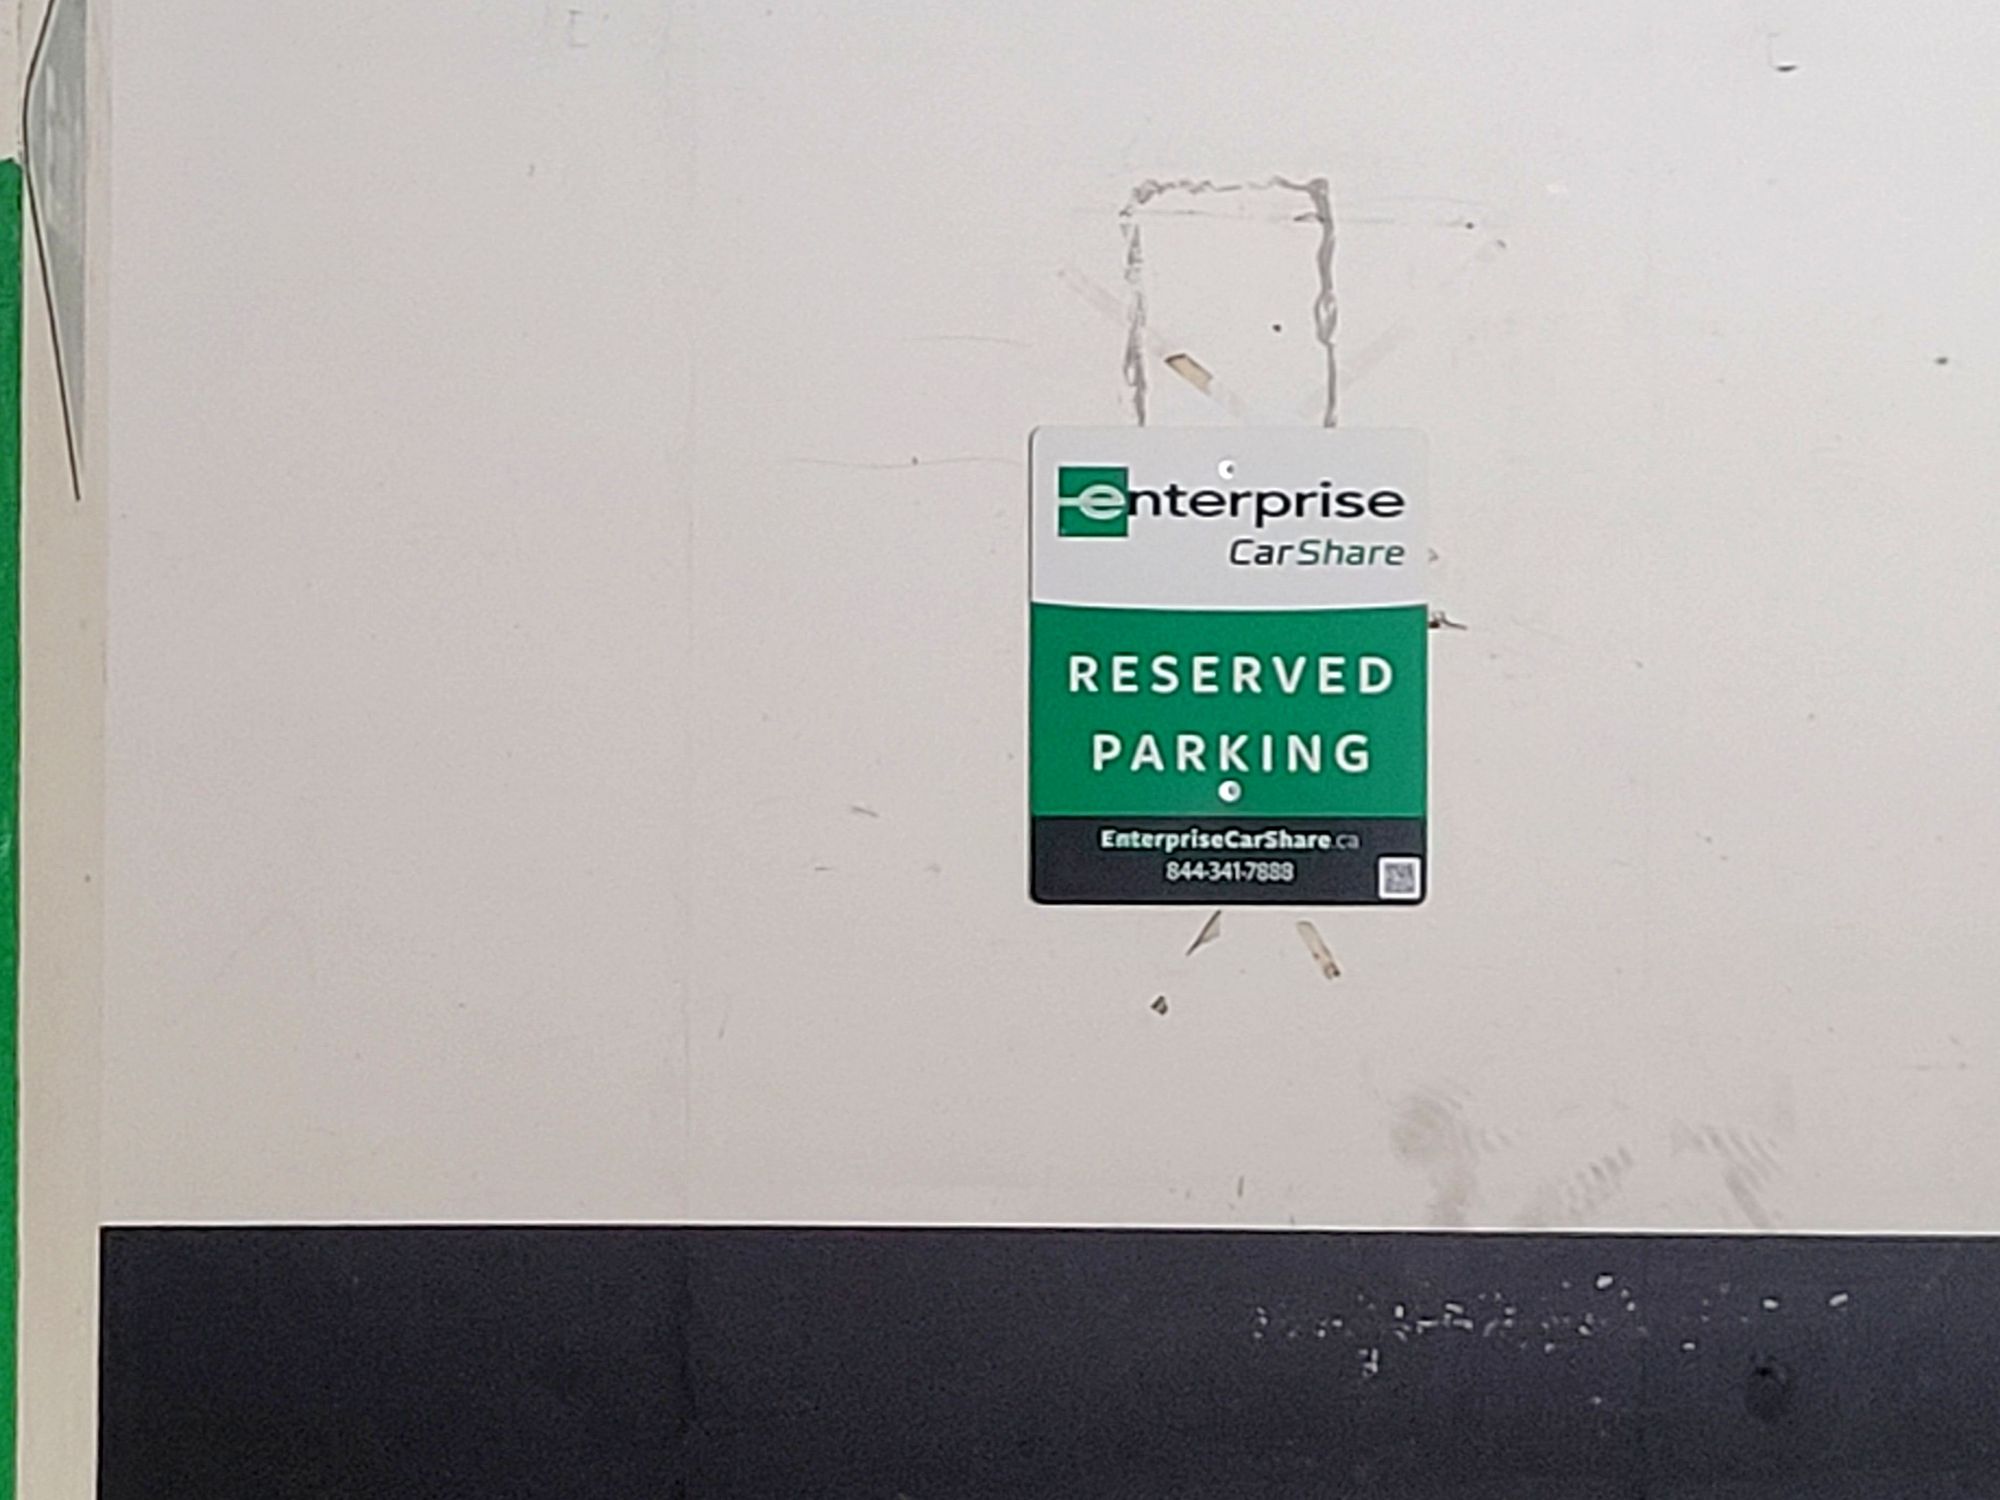 enterprise
CarShare
RESERVED
PARKING
EnterpriseCarShare.ca
844-341-7888